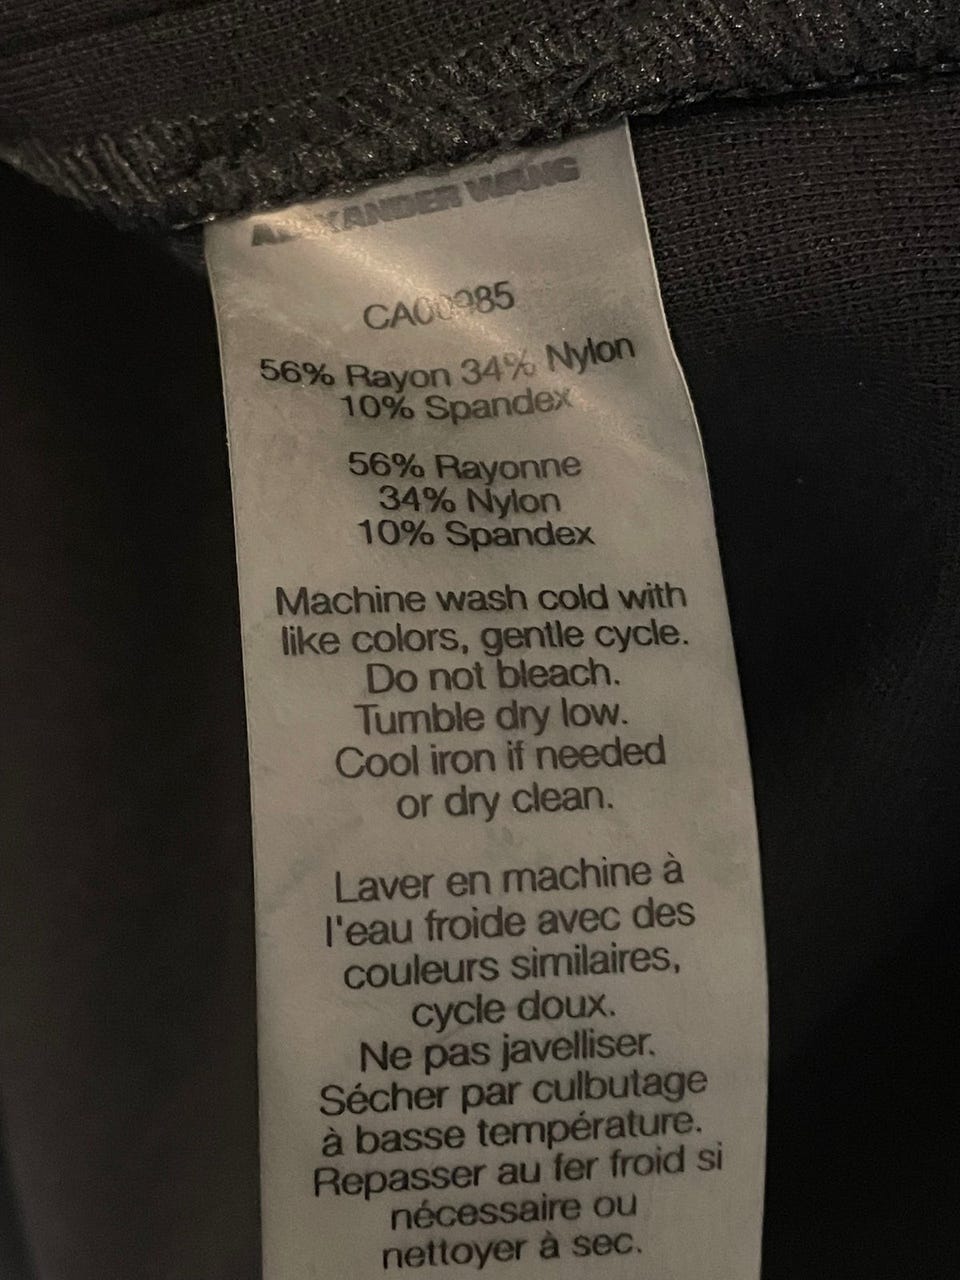 ALEXANDER WANG
56% Rayon 34% Nylon
10% Spandex
56% Rayonne
34% Nylon
10% Spandex
Machine wash cold with
like colors, gentle cycle.
Do not bleach.
Tumble dry low.
Cool iron if needed
or dry clean.
Laver en machine à
l'eau froide avec des
couleurs similaires,
cycle doux.
Ne pas javelliser.
Sécher par culbutage
à basse température.
Repasser au fer froid si
nécessaire ou
nettoyer à sec.